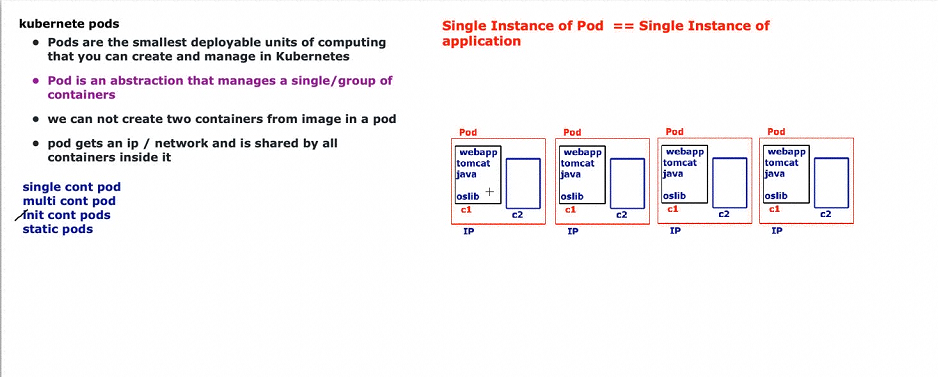 kubernete pods
• Pods are the smallest deployable units of computing
that you can create and manage in Kubernetes
• Pod is an abstraction that manages a single/group of
containers
• we can not create two containers from image in a pod
• pod gets an ip / network and is shared by all
containers inside it
single cont pod
multi cont pod
init cont pods
static pods
Single Instance of Pod == Single Instance of
application
Pod
webapp
tomcat
java
oslib
c1
c2
IP
Pod
webapp
tomcat
java
oslib
c1
c2
IP
Pod
webapp
tomcat
java
oslib
c1
c2
IP
Pod
webapp
tomcat
java
oslib
c1
c2
IP